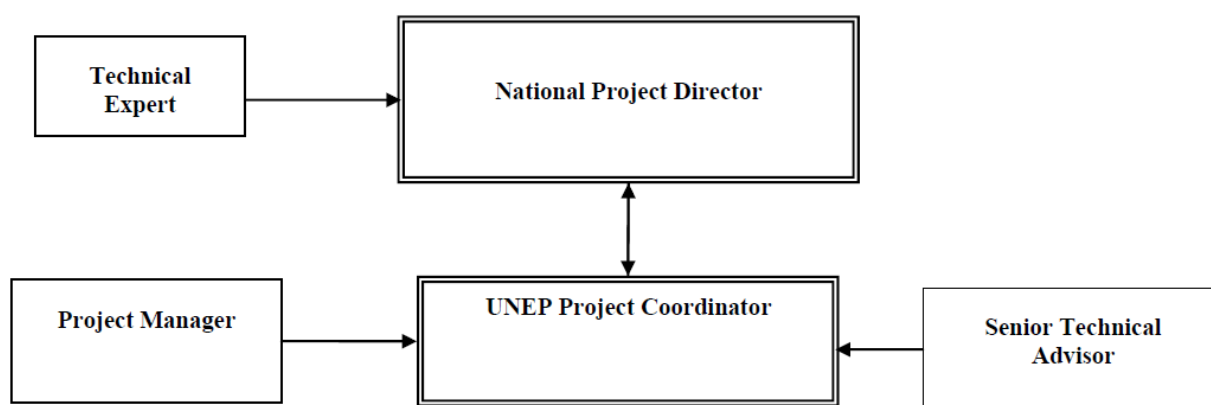 Technical
Expert
National Project Director
Project Manager
UNEP Project Coordinator
Senior Technical
Advisor